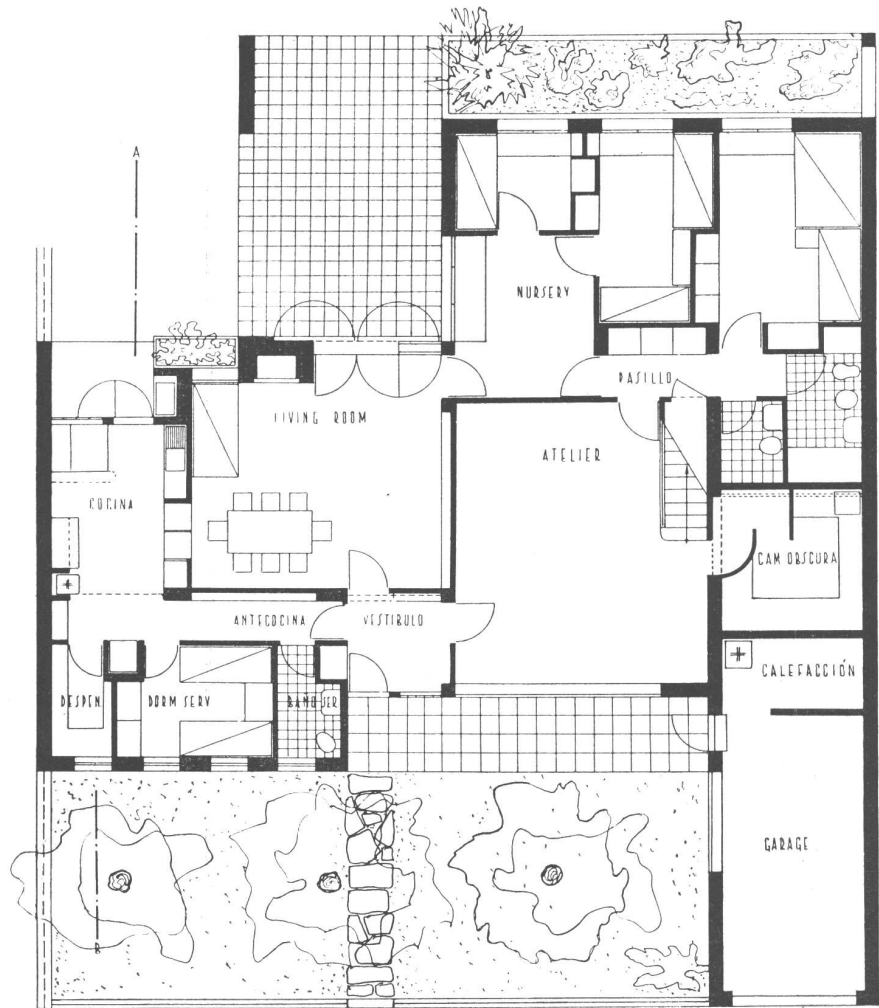 A
NURSERY
PASILLO
LIVING ROOM
ATELIER
COCINA
CAM OBSCURA
ANTECOCINA
VESTIBULO
CALEFACCIÓN
DESPEN.
DORM SERV
BAÑO SER
GARAGE
B